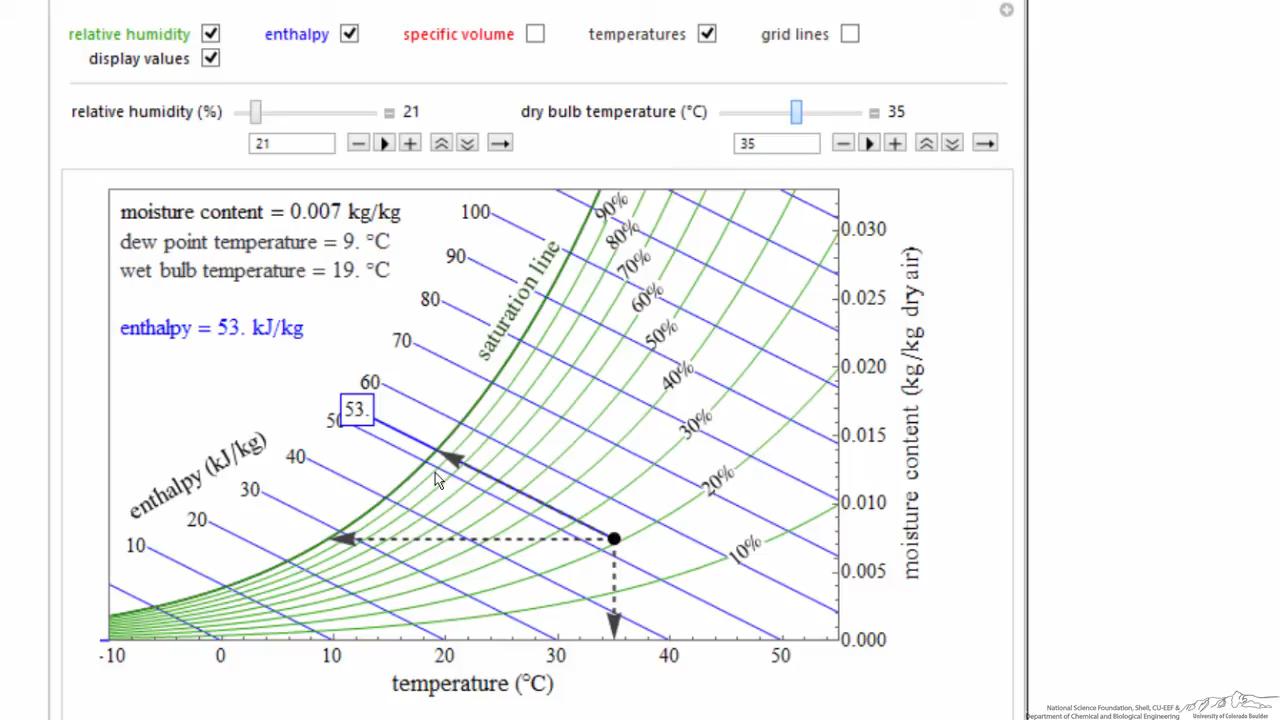 relative humidity enthalpy specific volume temperatures grid lines
display values
relative humidity (%) 21 dry bulb temperature (°C) 35
21 35
moisture content = 0.007 kg/kg
dew point temperature = 9. °C
wet bulb temperature = 19. °C
enthalpy = 53. kJ/kg
100
90
80
70
60
53.
50
40
30
20
10
enthalpy (kJ/kg)
saturation line
90%
80%
70%
60%
50%
40%
30%
20%
10%
0.030
0.025
0.020
0.015
0.010
0.005
0.000
moisture content (kg/kg dry air)
-10 0 10 20 30 40 50
temperature (°C)
National Science Foundation, Shell, CU-EEF &
Department of Chemical and Biological Engineering
University of Colorado Boulder